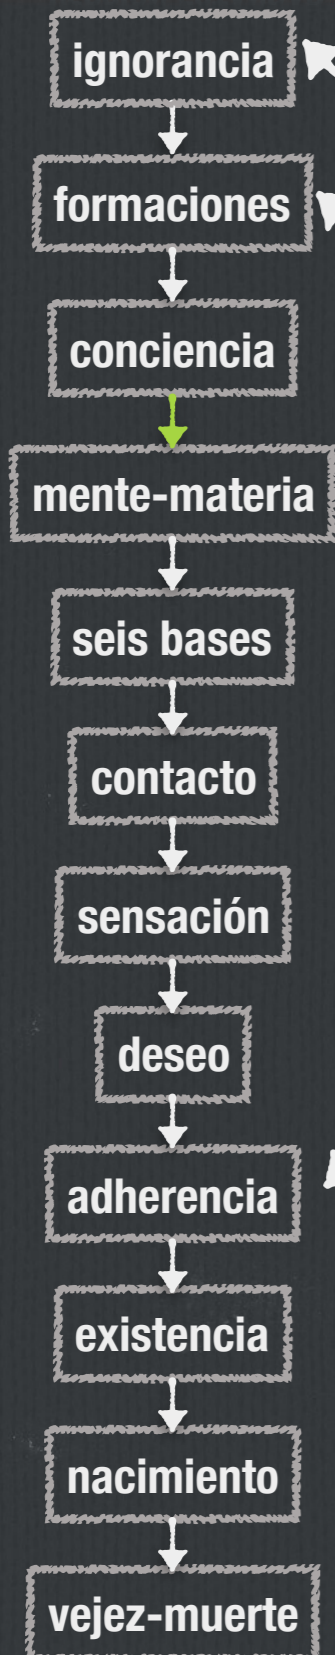 ignorancia
formaciones
conciencia
mente-materia
seis bases
contacto
sensación
deseo
adherencia
existencia
nacimiento
vejez-muerte